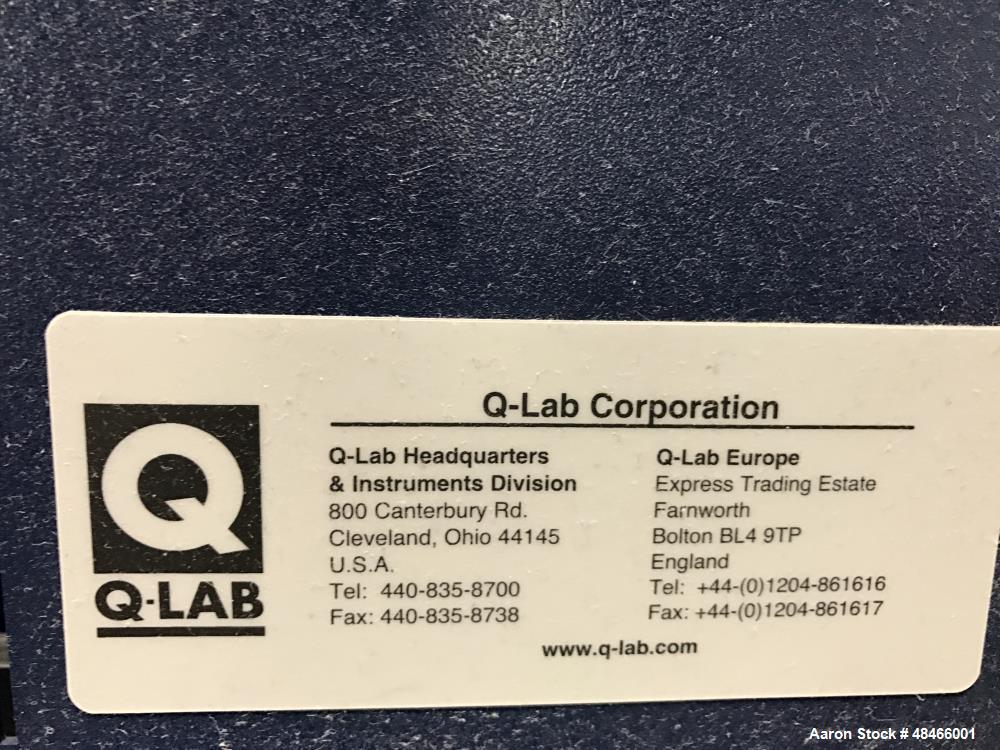 Q-Lab Corporation
Q-LAB
Q-Lab Headquarters
& Instruments Division
800 Canterbury Rd.
Cleveland, Ohio 44145
U.S.A.
Tel: 440-835-8700
Fax: 440-835-8738
Q-Lab Europe
Express Trading Estate
Farnworth
Bolton BL4 9TP
England
Tel: +44-(0)1204-861616
Fax: +44-(0)1204-861617
www.q-lab.com
Aaron Stock # 48466001